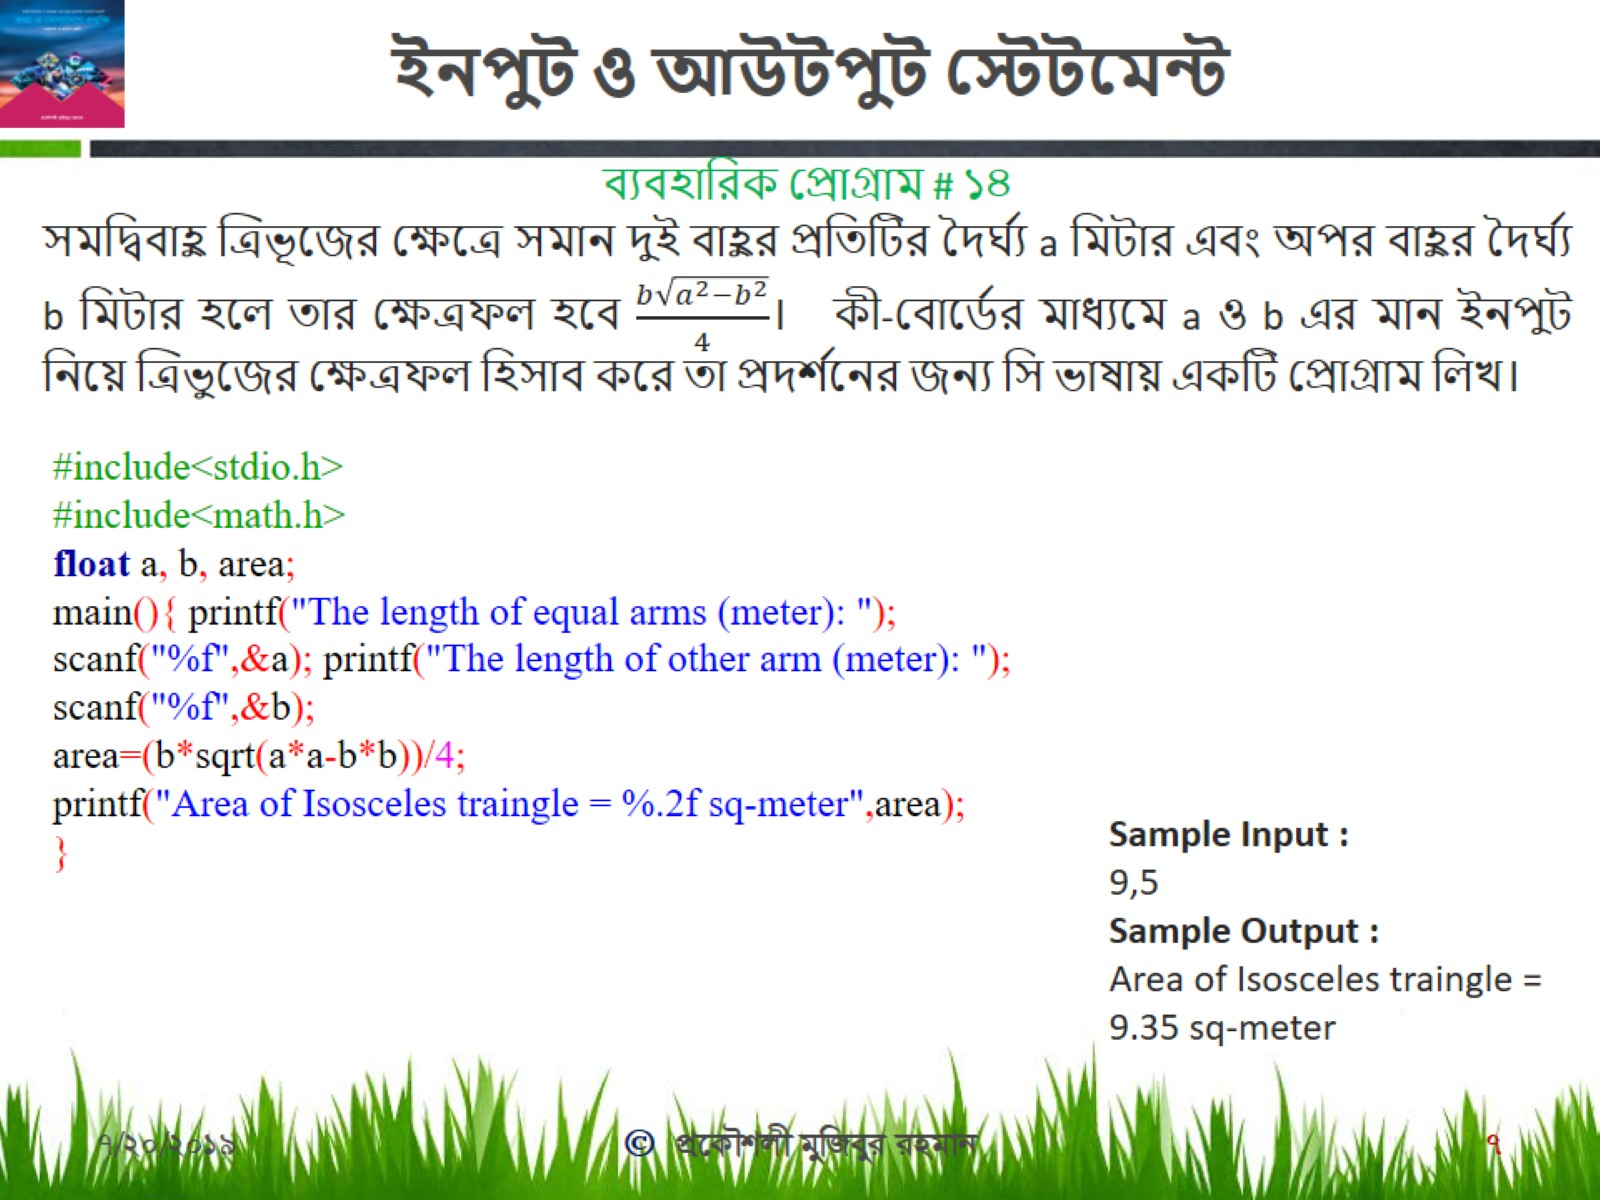 ইনপুট ও আউটপুট স্টেটমেন্ট
ব্যবহারিক প্রোগ্রাম # ১৪
সমদ্বিবাহু ত্রিভূজের ক্ষেত্রে সমান দুই বাহুর প্রতিটির দৈর্ঘ্য a মিটার এবং অপর বাহুর দৈর্ঘ্য
b মিটার হলে তার ক্ষেত্রফল হবে $\frac{b\sqrt{a^2-b^2}}{4}$। কী-বোর্ডের মাধ্যমে a ও b এর মান ইনপুট
নিয়ে ত্রিভুজের ক্ষেত্রফল হিসাব করে তা প্রদর্শনের জন্য সি ভাষায় একটি প্রোগ্রাম লিখ।
#include<stdio.h>
#include<math.h>
float a, b, area;
main(){ printf("The length of equal arms (meter): ");
scanf("%f",&a); printf("The length of other arm (meter): ");
scanf("%f",&b);
area=(b*sqrt(a*a-b*b))/4;
printf("Area of Isosceles traingle = %.2f sq-meter",area);
}
Sample Input :
9,5
Sample Output :
Area of Isosceles traingle =
9.35 sq-meter
৭/২০/২০১৯
© প্রকৌশলী মুজিবুর রহমান
৭